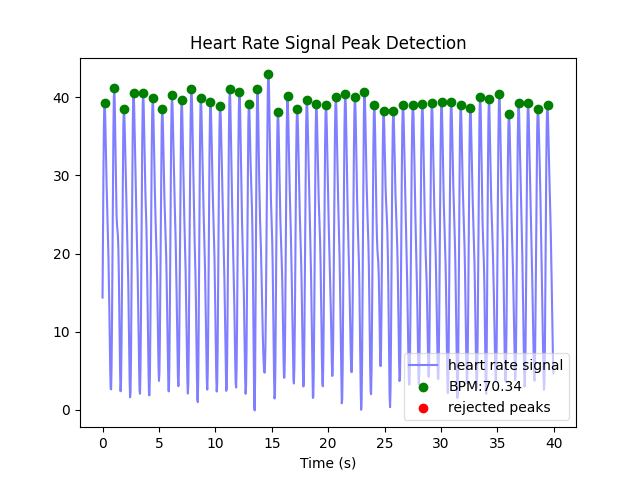 Heart Rate Signal Peak Detection
40
30
20
10
0
heart rate signal
BPM:70.34
rejected peaks
0 5 10 15 20 25 30 35 40
Time (s)